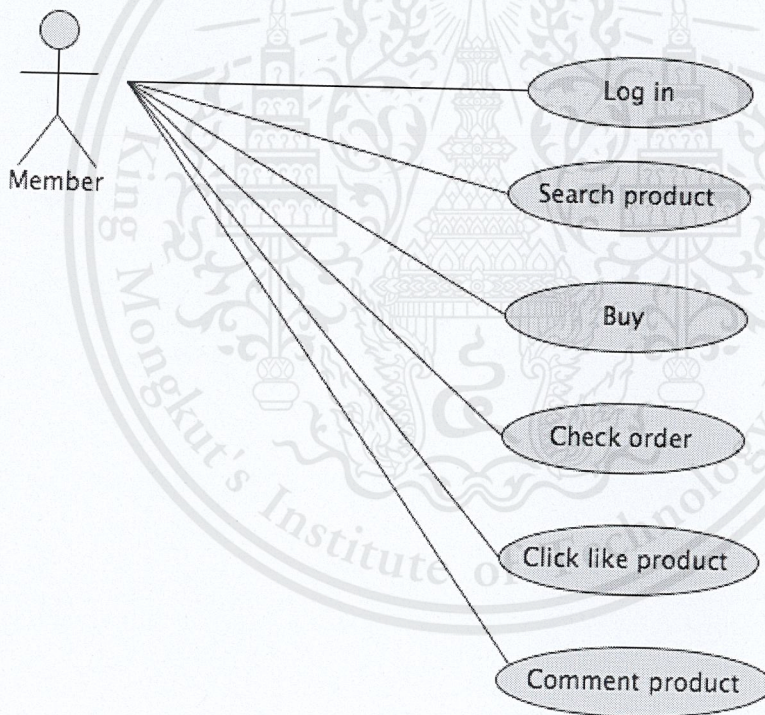 Log in
Member
Search product
Buy
Check order
Click like product
Comment product
King Mongkut's Institute of Technology